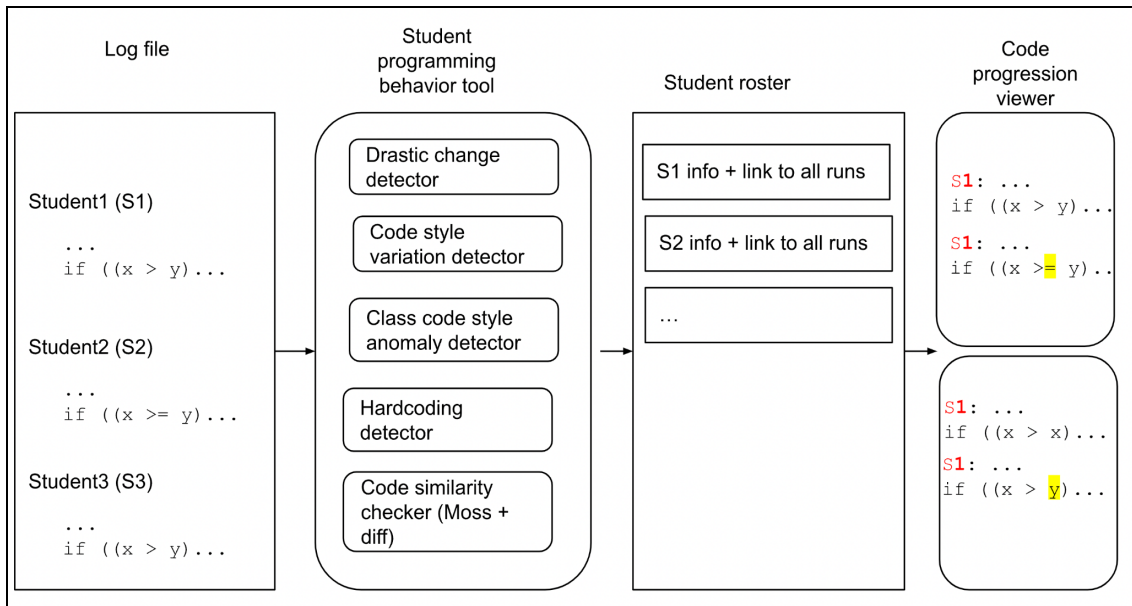 Log file
Student1 (S1)
...
if ((x > y)...
Student2 (S2)
...
if ((x >= y)...
Student3 (S3)
...
if ((x > y)...
Student
programming
behavior tool
Drastic change
detector
Code style
variation detector
Class code style
anomaly detector
Hardcoding
detector
Code similarity
checker (Moss +
diff)
Student roster
S1 info + link to all runs
S2 info + link to all runs
...
Code
progression
viewer
S1: ...
if ((x > y)...
S1: ...
if ((x >= y)...
S1: ...
if ((x > x)...
S1: ...
if ((x > y)...